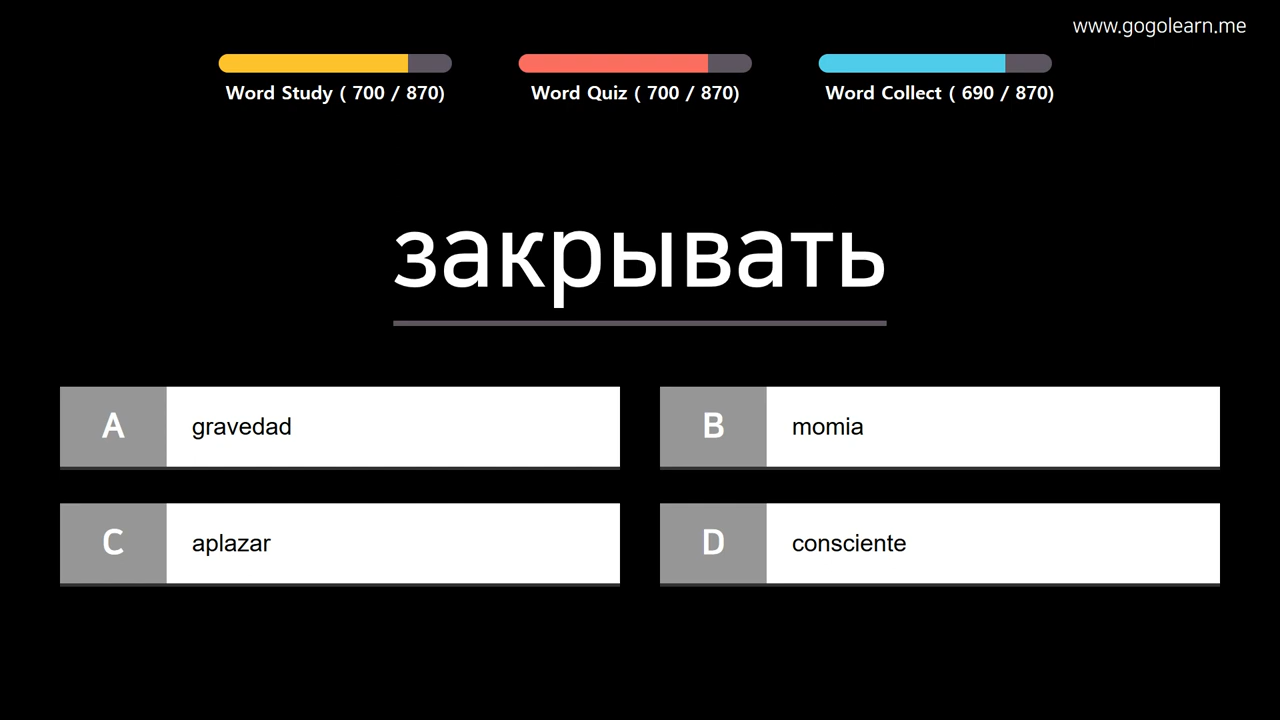 www.gogolearn.me
Word Study ( 700 / 870)
Word Quiz ( 700 / 870)
Word Collect ( 690 / 870)
закрывать
A gravedad
B momia
C aplazar
D consciente